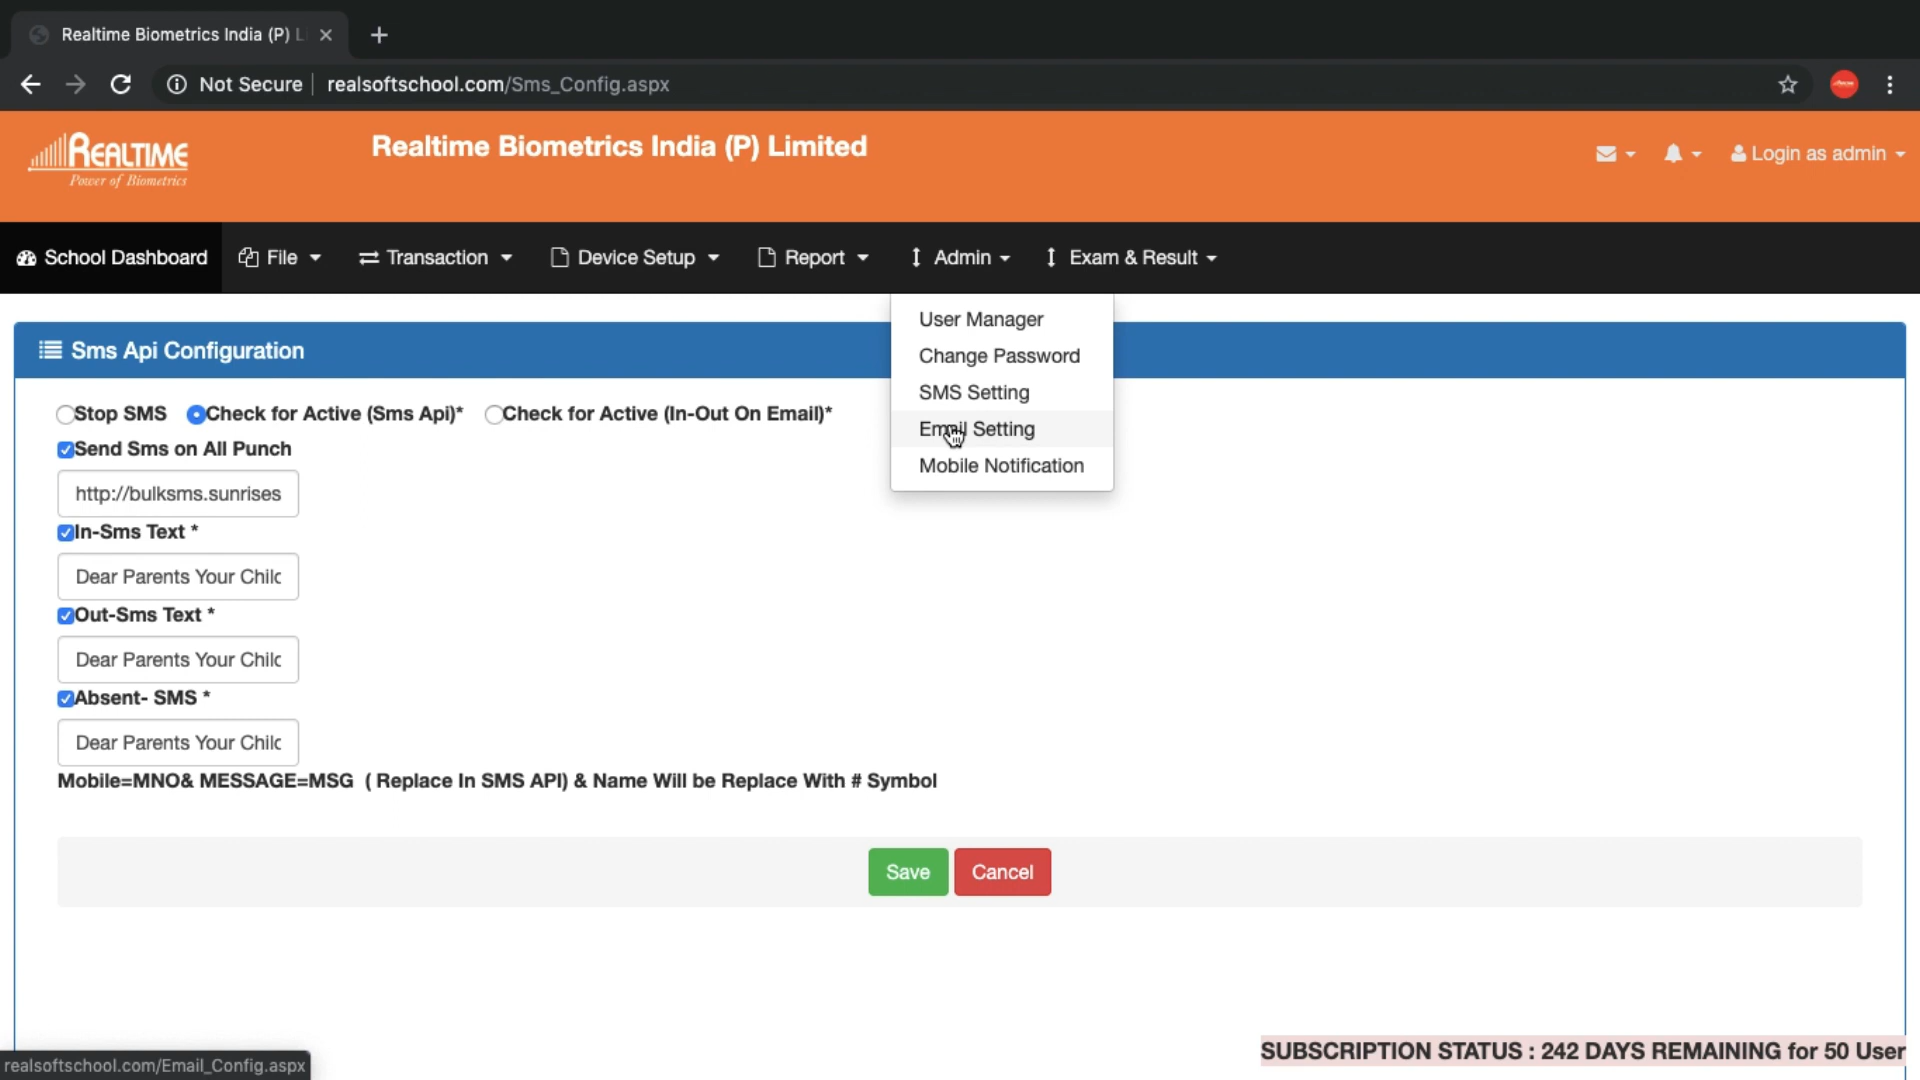 Realtime Biometrics India (P) L
Not Secure
realsoftschool.com/Sms_Config.aspx
REALTIME
Power of Biometrics
Realtime Biometrics India (P) Limited
Login as admin
School Dashboard
File
Transaction
Device Setup
Report
Admin
Exam & Result
User Manager
Change Password
SMS Setting
Email Setting
Mobile Notification
Sms Api Configuration
Stop SMS
Check for Active (Sms Api)*
Check for Active (In-Out On Email)*
Send Sms on All Punch
http://bulksms.sunrises
In-Sms Text *
Dear Parents Your Chilc
Out-Sms Text *
Dear Parents Your Chilc
Absent- SMS *
Dear Parents Your Chilc
Mobile=MNO& MESSAGE=MSG ( Replace In SMS API) & Name Will be Replace With # Symbol
Save
Cancel
SUBSCRIPTION STATUS : 242 DAYS REMAINING for 50 User
realsoftschool.com/Email_Config.aspx